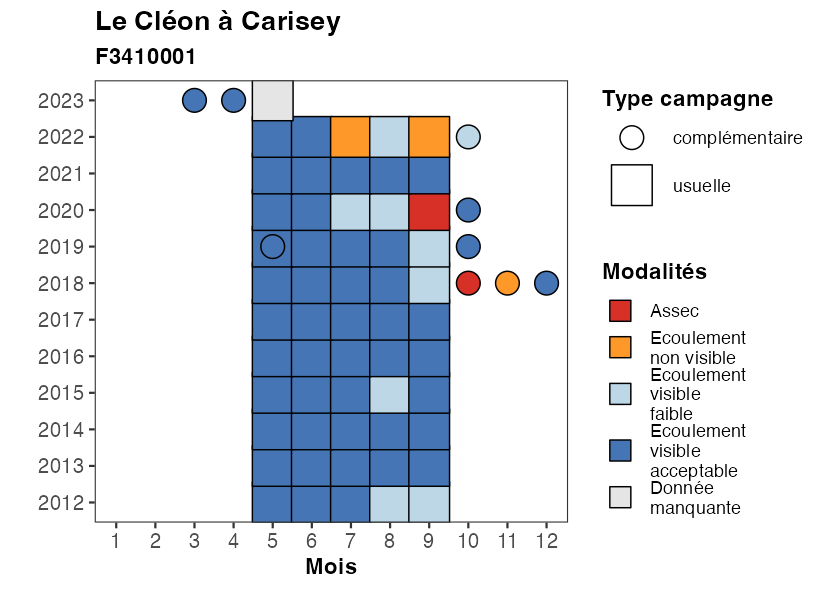 Le Cléon à Carisey
F3410001
2023
2022
2021
2020
2019
2018
2017
2016
2015
2014
2013
2012
1 2 3 4 5 6 7 8 9 10 11 12
Mois
Type campagne
complémentaire
usuelle
Modalités
Assec
Ecoulement
non visible
Ecoulement
visible
faible
Ecoulement
visible
acceptable
Donnée
manquante